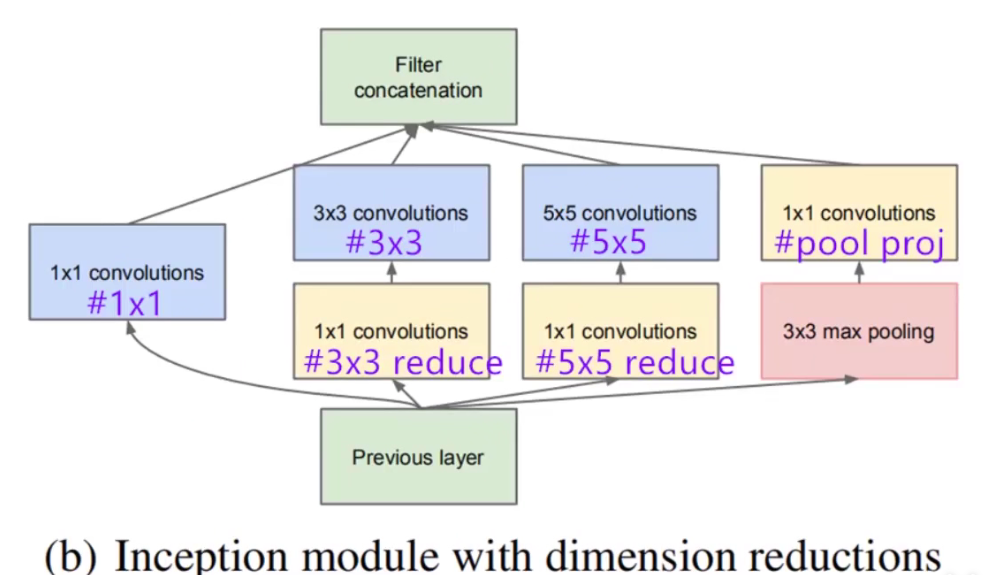 Filter
concatenation
3x3 convolutions
#3x3
5x5 convolutions
#5x5
1x1 convolutions
#pool proj
1x1 convolutions
#1x1
1x1 convolutions
#3x3 reduce
1x1 convolutions
#5x5 reduce
3x3 max pooling
Previous layer
(b) Inception module with dimension reductions